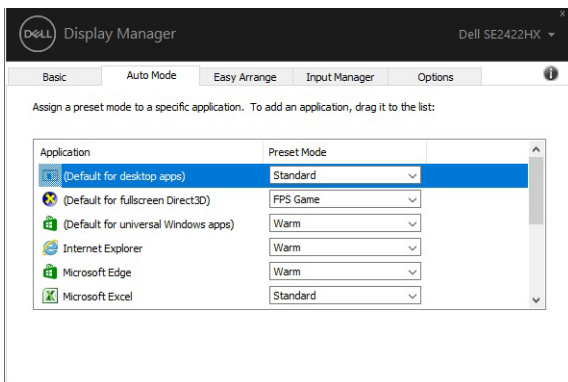 DELL Display Manager
Dell SE2422HX
x
Basic Auto Mode Easy Arrange Input Manager Options
Assign a preset mode to a specific application. To add an application, drag it to the list:
Application Preset Mode
(Default for desktop apps) Standard
(Default for fullscreen Direct3D) FPS Game
(Default for universal Windows apps) Warm
Internet Explorer Warm
Microsoft Edge Warm
Microsoft Excel Standard